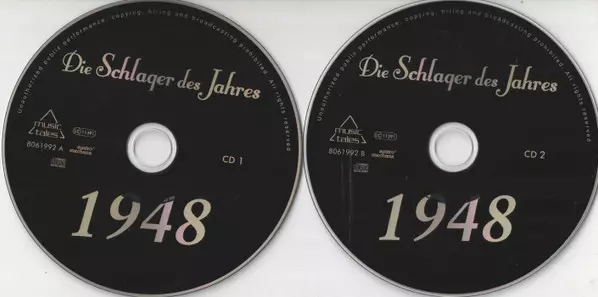 Unauthorized public performance, copying, hiring and broadcasting prohibited. All rights reserved
Die Schlager des Jahres
music
tales
LC 11491
8061992 A
CD 1
1948
Unauthorized public performance, copying, hiring and broadcasting prohibited. All rights reserved
Die Schlager des Jahres
music
tales
8061992 B
CD 2
1948